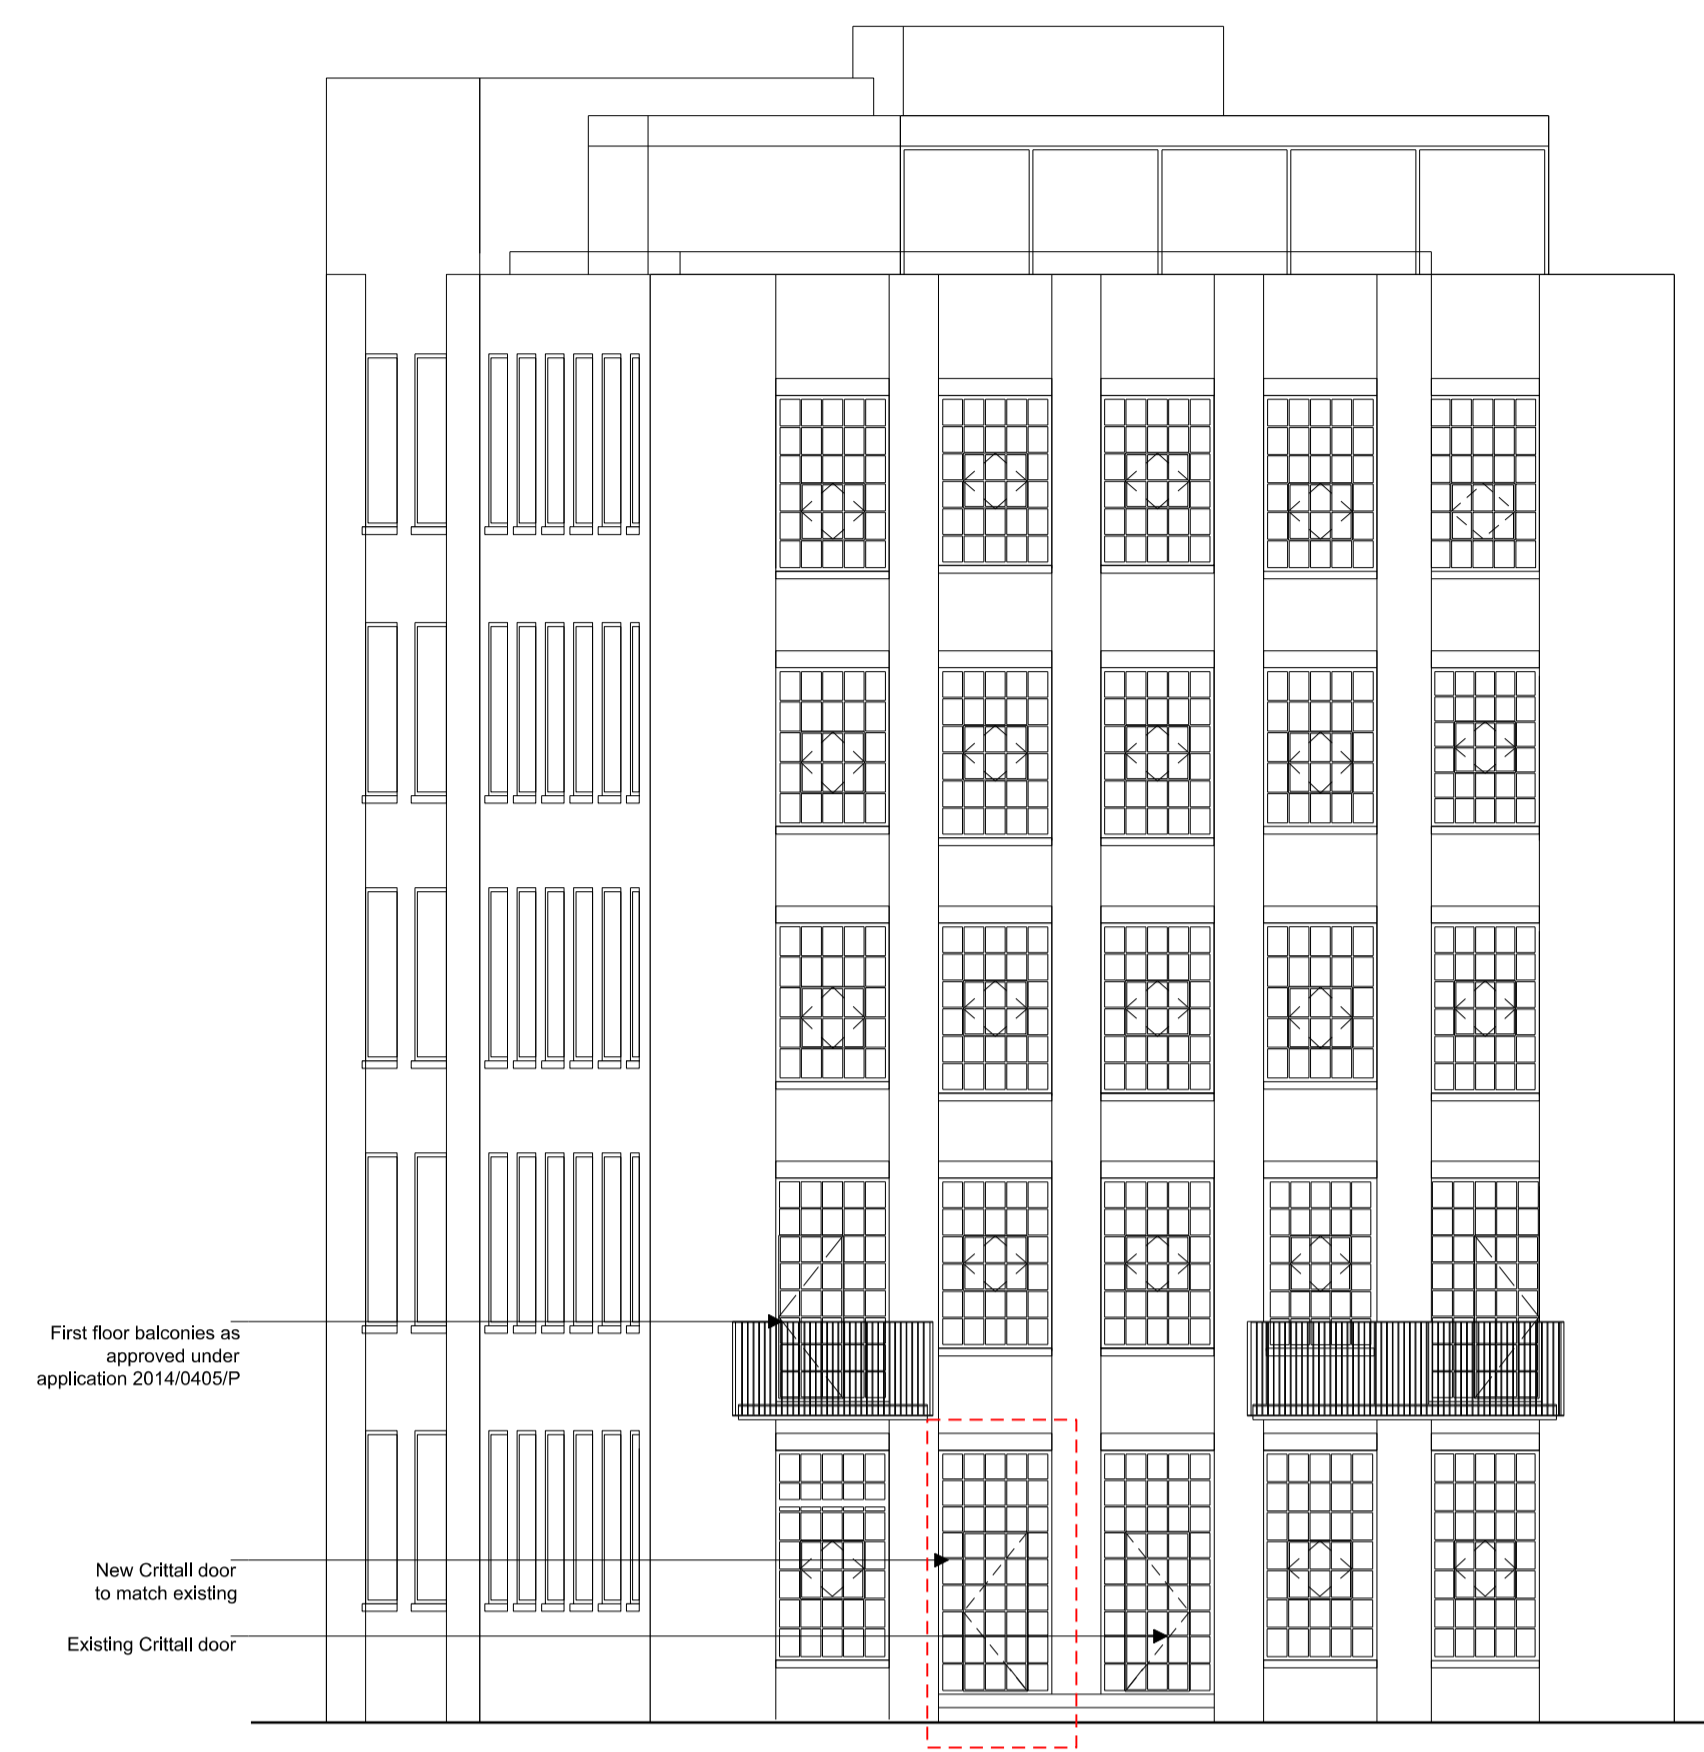 First floor balconies as
approved under
application 2014/0405/P
New Crittall door
to match existing
Existing Crittall door